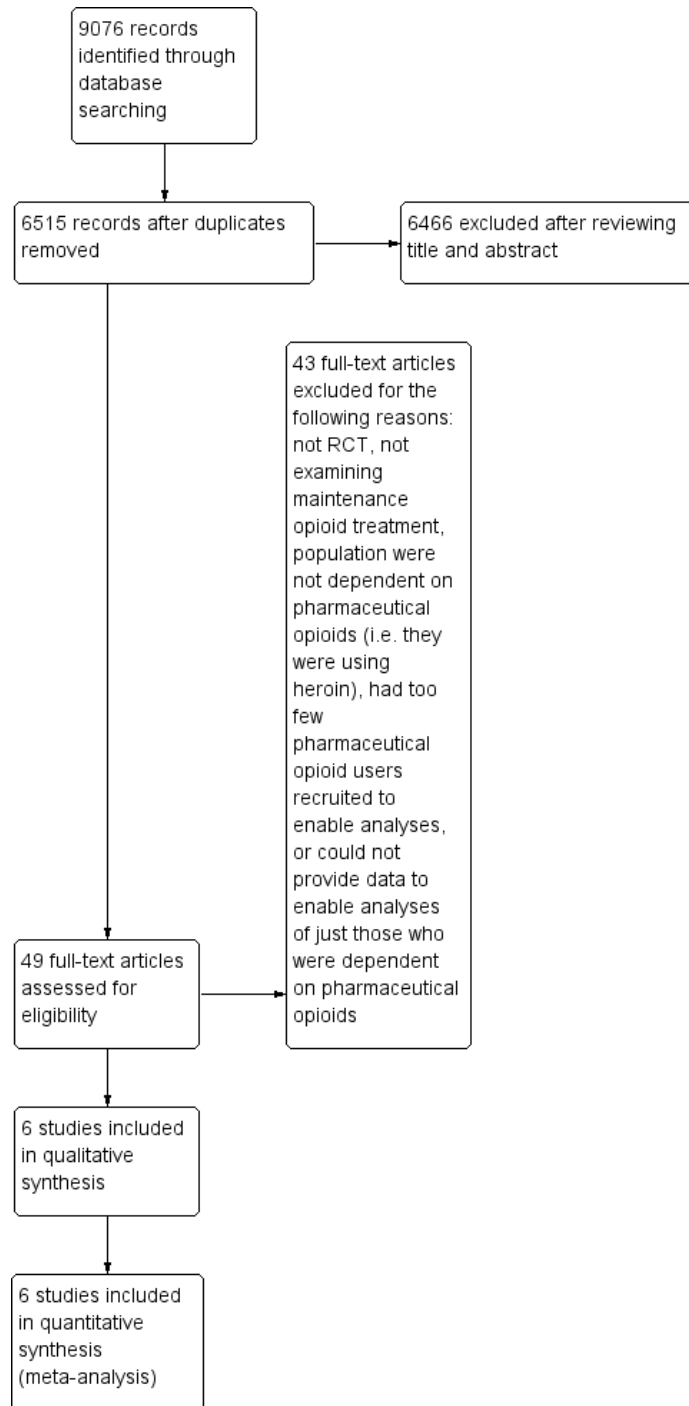 9076 records
identified through
database
searching
6515 records after duplicates
removed
6466 excluded after reviewing
title and abstract
43 full-text articles
excluded for the
following reasons:
not RCT, not
examining
maintenance
opioid treatment,
population were
not dependent on
pharmaceutical
opioids (i.e. they
were using
heroin), had too
few
pharmaceutical
opioid users
recruited to
enable analyses,
or could not
provide data to
enable analyses
of just those who
were dependent
on pharmaceutical
opioids
49 full-text articles
assessed for
eligibility
6 studies included
in qualitative
synthesis
6 studies included
in quantitative
synthesis
(meta-analysis)